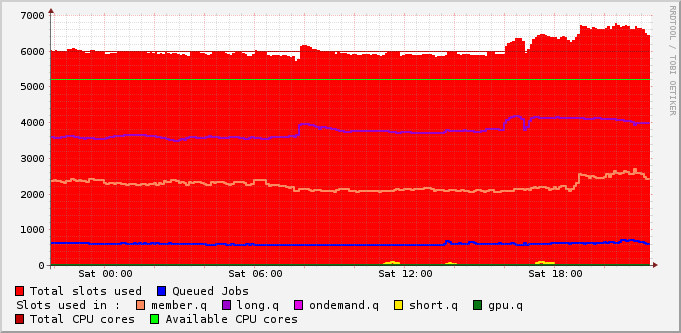 7000
6000
5000
4000
3000
2000
1000
0
Sat 00:00 Sat 06:00 Sat 12:00 Sat 18:00
Total slots used Queued Jobs
Slots used in : member.q long.q ondemand.q short.q gpu.q
Total CPU cores Available CPU cores
RRDTOOL / TOBI OETIKER